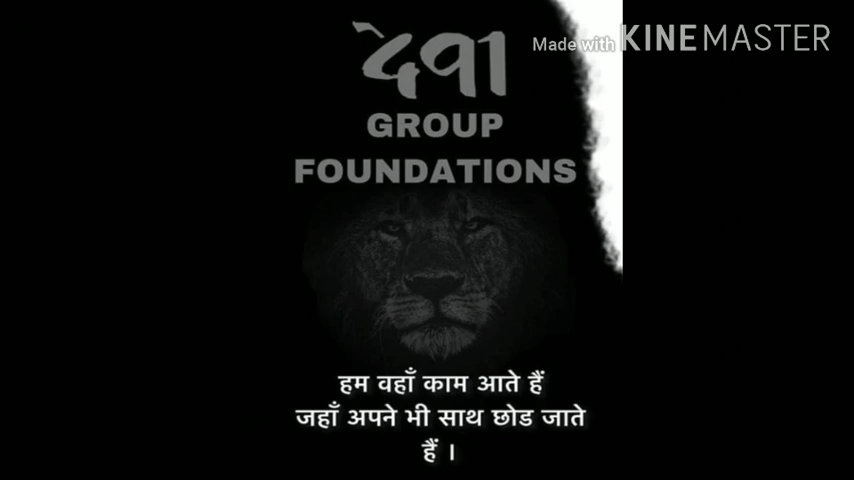 Made with KINEMASTER
देवा
GROUP
FOUNDATIONS
हम वहाँ काम आते हैं
जहाँ अपने भी साथ छोड जाते
हैं ।